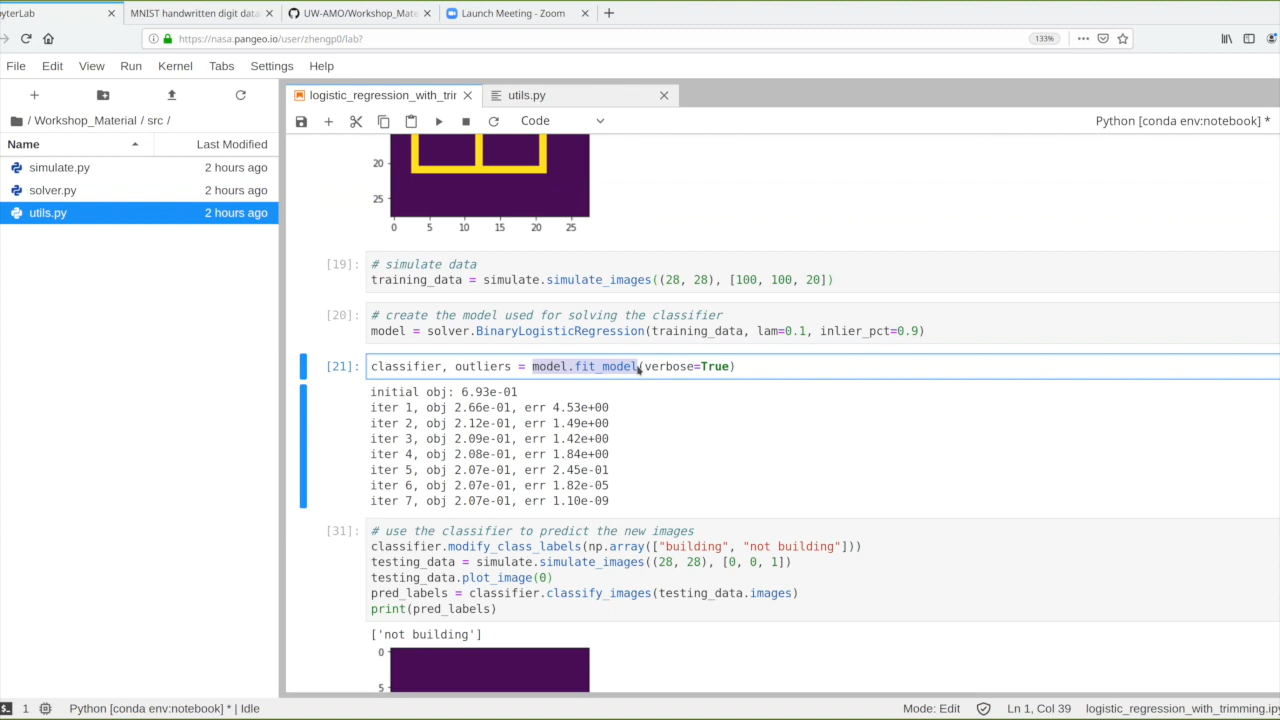 yterLab
MNIST handwritten digit data
UW-AMO/Workshop_Mate
Launch Meeting - Zoom
https://nasa.pangeo.io/user/zhengp0/lab?
133%
File Edit View Run Kernel Tabs Settings Help
logistic_regression_with_trir
utils.py
Code
Python [conda env:notebook] *
/ Workshop_Material / src /
Name Last Modified
simulate.py 2 hours ago
solver.py 2 hours ago
utils.py 2 hours ago
20
25
0 5 10 15 20 25
[19]: # simulate data
training_data = simulate.simulate_images((28, 28), [100, 100, 20])
[20]: # create the model used for solving the classifier
model = solver.BinaryLogisticRegression(training_data, lam=0.1, inlier_pct=0.9)
[21]: classifier, outliers = model.fit_model(verbose=True)
initial obj: 6.93e-01
iter 1, obj 2.66e-01, err 4.53e+00
iter 2, obj 2.12e-01, err 1.49e+00
iter 3, obj 2.09e-01, err 1.42e+00
iter 4, obj 2.08e-01, err 1.84e+00
iter 5, obj 2.07e-01, err 2.45e-01
iter 6, obj 2.07e-01, err 1.82e-05
iter 7, obj 2.07e-01, err 1.10e-09
[31]: # use the classifier to predict the new images
classifier.modify_class_labels(np.array(["building", "not building"]))
testing_data = simulate.simulate_images((28, 28), [0, 0, 1])
testing_data.plot_image(0)
pred_labels = classifier.classify_images(testing_data.images)
print(pred_labels)
['not building']
0
5
1 Python [conda env:notebook] * | Idle
Mode: Edit Ln 1, Col 39 logistic_regression_with_trimming.ip